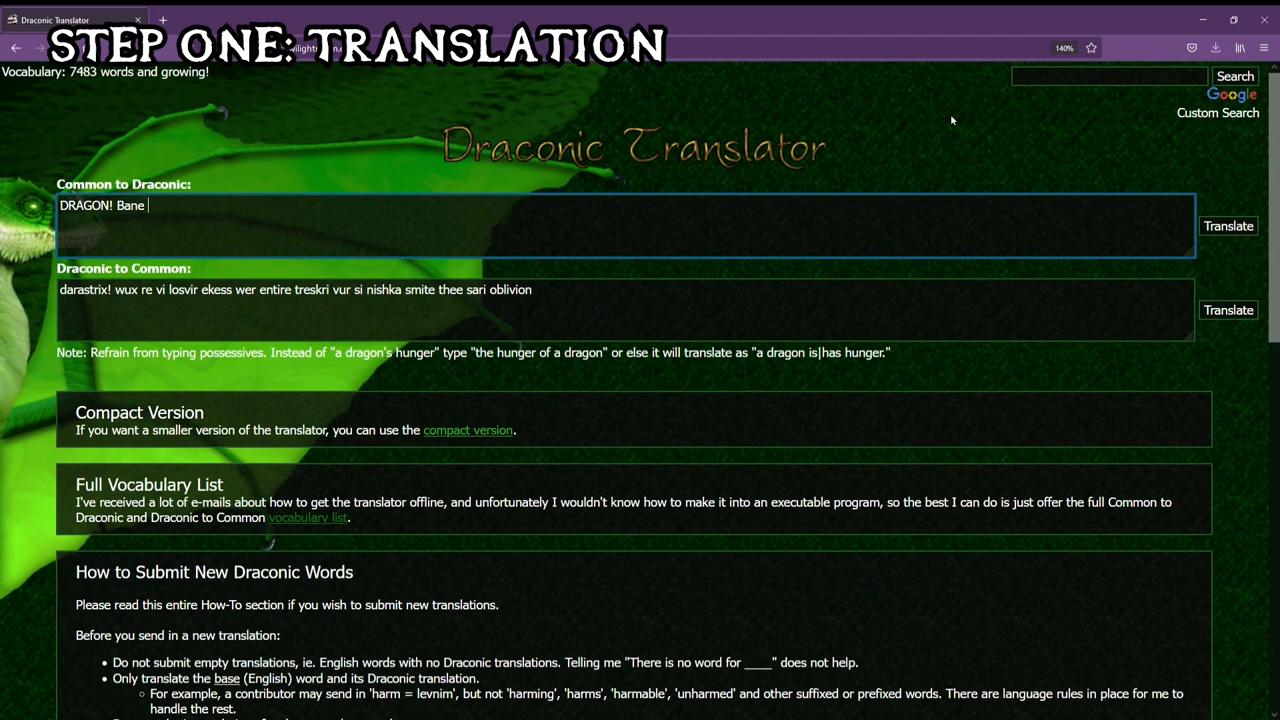 Draconic Translator
STEP ONE: TRANSLATION
140%
Vocabulary: 7483 words and growing!
Search
Google
Custom Search
Draconic Translator
Common to Draconic:
DRAGON! Bane
Translate
Draconic to Common:
darastrix! wux re vi losvir ekess wer entire treskri vur si nishka smite thee sari oblivion
Translate
Note: Refrain from typing possessives. Instead of "a dragon's hunger" type "the hunger of a dragon" or else it will translate as "a dragon is|has hunger."
Compact Version
If you want a smaller version of the translator, you can use the compact version.
Full Vocabulary List
I've received a lot of e-mails about how to get the translator offline, and unfortunately I wouldn't know how to make it into an executable program, so the best I can do is just offer the full Common to
Draconic and Draconic to Common vocabulary list.
How to Submit New Draconic Words
Please read this entire How-To section if you wish to submit new translations.
Before you send in a new translation:
• Do not submit empty translations, ie. English words with no Draconic translations. Telling me "There is no word for ____" does not help.
• Only translate the base (English) word and its Draconic translation.
○ For example, a contributor may send in 'harm = levnim', but not 'harming', 'harms', 'harmable', 'unharmed' and other suffixed or prefixed words. There are language rules in place for me to
handle the rest.